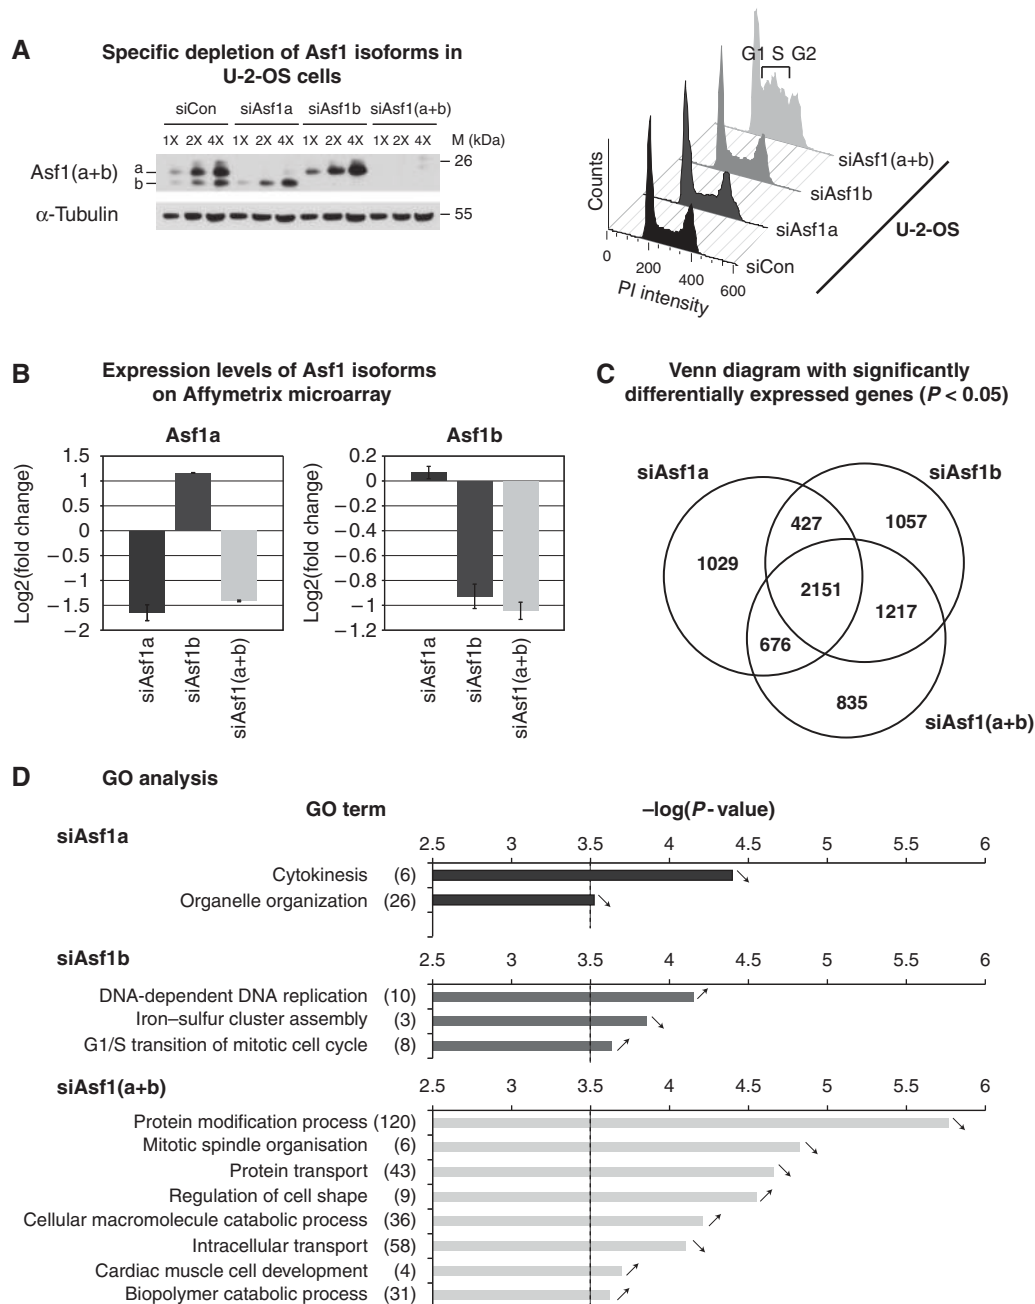 A
Specific depletion of Asf1 isoforms in
U-2-OS cells
siCon siAsf1a siAsf1b siAsf1(a+b)
1X 2X 4X 1X 2X 4X 1X 2X 4X 1X 2X 4X M (kDa)
Asf1(a+b)
a
b
26
α-Tubulin
55
G1 S G2
Counts
0 200 400 600
PI intensity
siAsf1(a+b)
siAsf1b
siAsf1a
siCon
U-2-OS
B
Expression levels of Asf1 isoforms
on Affymetrix microarray
Asf1a
Log2(fold change)
1.5
1
0.5
0
−0.5
−1
−1.5
−2
siAsf1a
siAsf1b
siAsf1(a+b)
Asf1b
Log2(fold change)
0.2
0
−0.2
−0.4
−0.6
−0.8
−1
−1.2
siAsf1a
siAsf1b
siAsf1(a+b)
C
Venn diagram with significantly
differentially expressed genes (P < 0.05)
siAsf1a
siAsf1b
427
1057
1029
2151
1217
676
835
siAsf1(a+b)
D
GO analysis
GO term
−log(P-value)
siAsf1a
2.5 3 3.5 4 4.5 5 5.5 6
Cytokinesis (6)
Organelle organization (26)
siAsf1b
2.5 3 3.5 4 4.5 5 5.5 6
DNA-dependent DNA replication (10)
Iron–sulfur cluster assembly (3)
G1/S transition of mitotic cell cycle (8)
siAsf1(a+b)
2.5 3 3.5 4 4.5 5 5.5 6
Protein modification process (120)
Mitotic spindle organisation (6)
Protein transport (43)
Regulation of cell shape (9)
Cellular macromolecule catabolic process (36)
Intracellular transport (58)
Cardiac muscle cell development (4)
Biopolymer catabolic process (31)